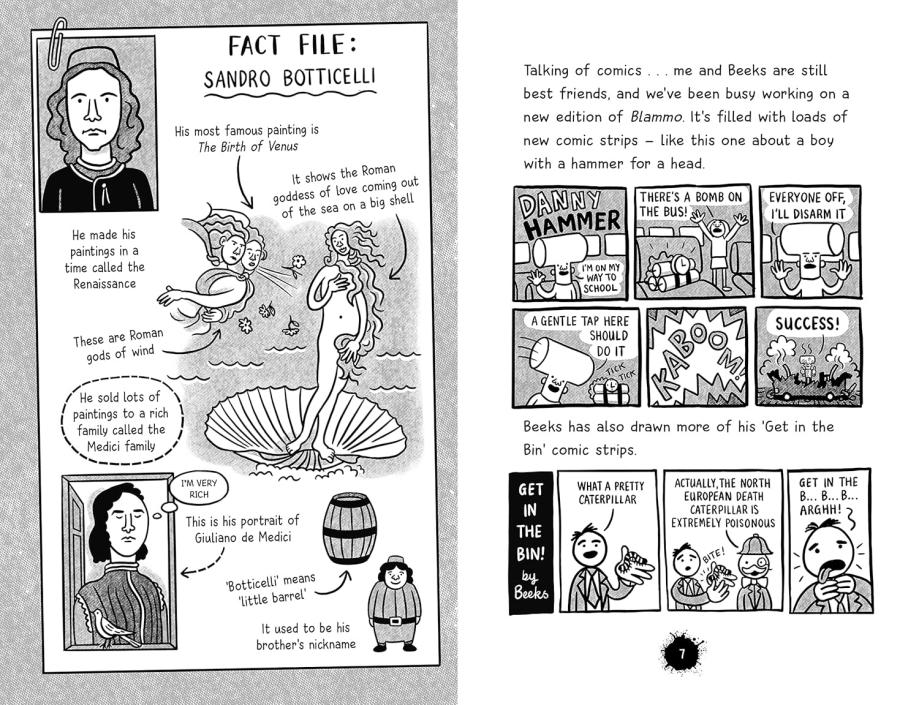 FACT FILE:
SANDRO BOTTICELLI
His most famous painting is
The Birth of Venus
It shows the Roman
goddess of love coming out
of the sea on a big shell
He made his
paintings in a
time called the
Renaissance
These are Roman
gods of wind
He sold lots of
paintings to a rich
family called the
Medici family
I'M VERY
RICH
This is his portrait of
Giuliano de Medici
'Botticelli' means
'little barrel'
It used to be his
brother's nickname
Talking of comics . . . me and Beeks are still
best friends, and we've been busy working on a
new edition of Blammo. It's filled with loads of
new comic strips – like this one about a boy
with a hammer for a head.
DANNY
HAMMER
I'M ON MY
WAY TO
SCHOOL
THERE'S A BOMB ON
THE BUS!
EVERYONE OFF,
I'LL DISARM IT
A GENTLE TAP HERE
SHOULD
DO IT
TICK
TICK
KABOOM!
SUCCESS!
Beeks has also drawn more of his 'Get in the
Bin' comic strips.
GET
IN
THE
BIN!
by
Beeks
WHAT A PRETTY
CATERPILLAR
ACTUALLY, THE NORTH
EUROPEAN DEATH
CATERPILLAR IS
EXTREMELY POISONOUS
BITE!
GET IN THE
B... B... B...
ARGHH!
7